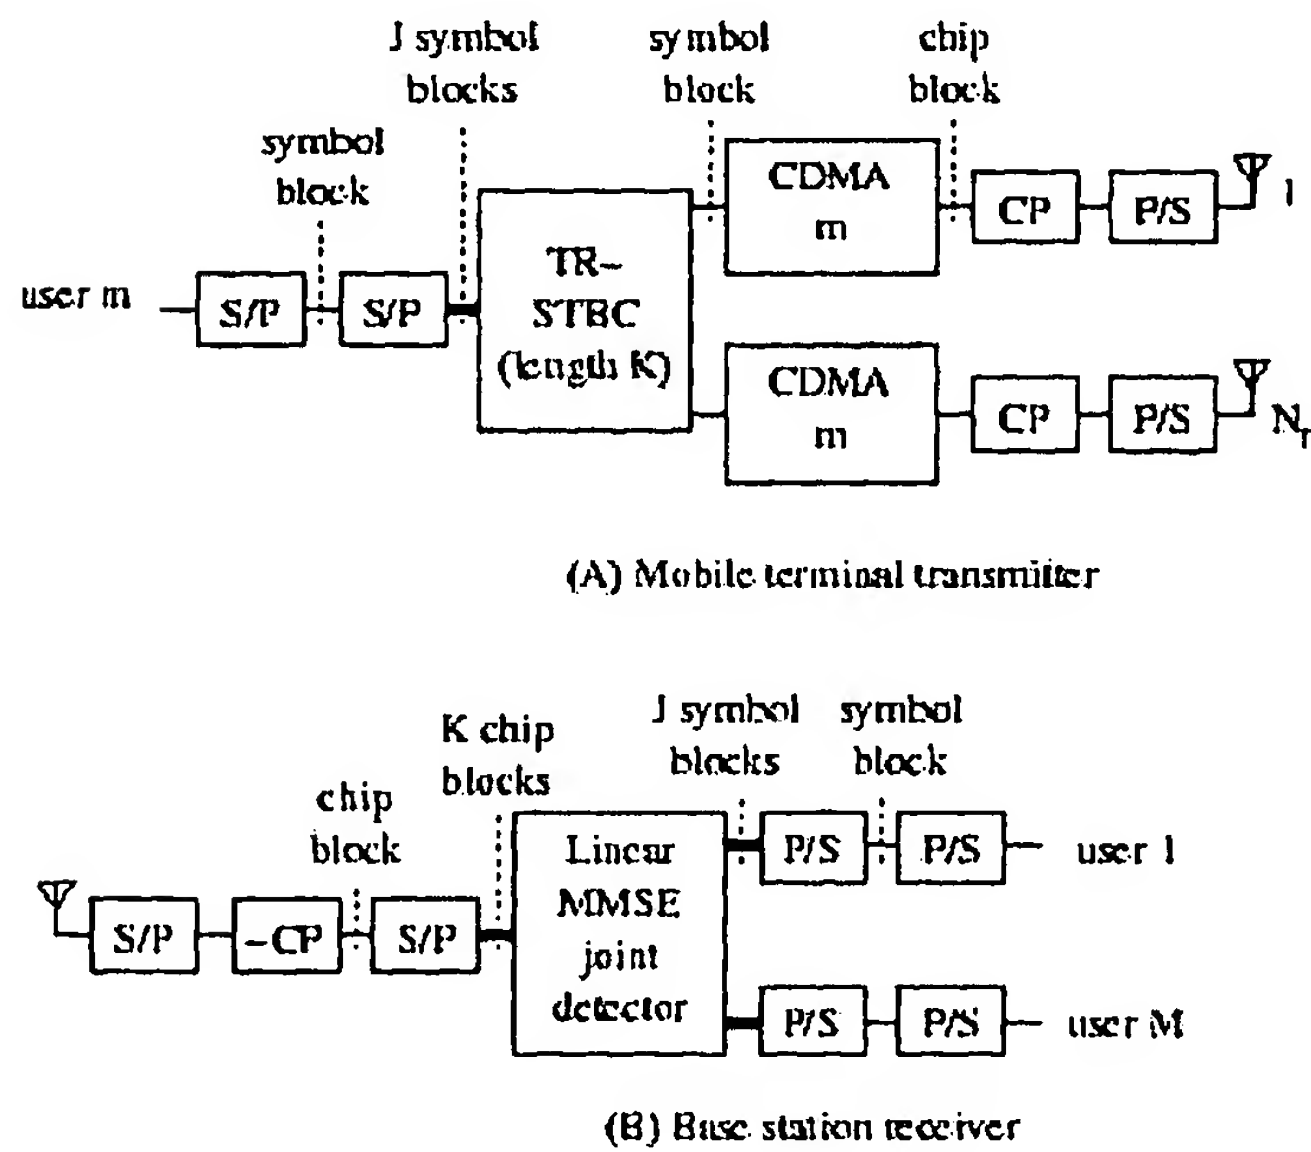 J symbol
blocks
symbol
block
chip
block
symbol
block
user m
S/P
S/P
TR-
STBC
(length K)
CDMA
m
CP
P/S
1
CDMA
m
CP
P/S
N
(A) Mobile terminal transmitter
J symbol
blocks
symbol
block
K chip
blocks
chip
block
S/P
-CP
S/P
Linear
MMSE
joint
detector
P/S
P/S
user 1
P/S
P/S
user M
(B) Base station receiver